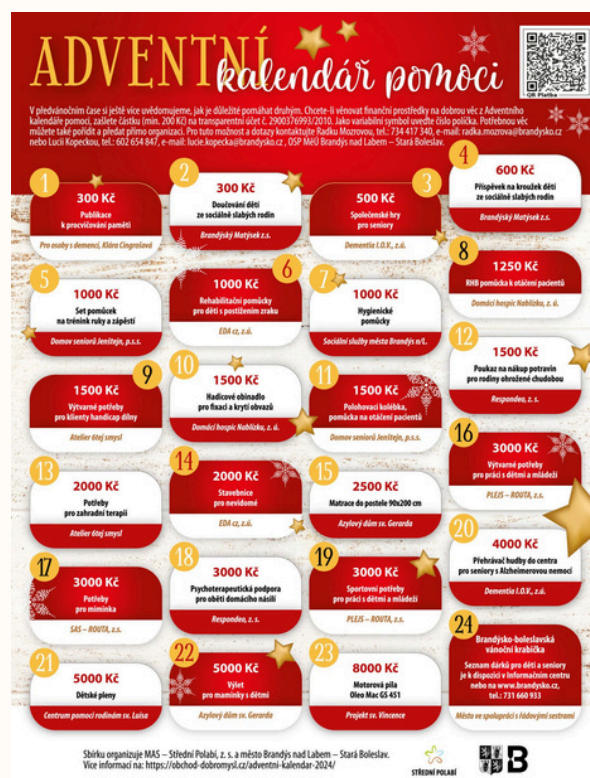 ADVENTNÍ
kalendář pomoci
QR Platba
V předvánočním čase si ještě více uvědomujeme, jak je důležité pomáhat druhým. Chcete-li věnovat finanční prostředky na dobrou věc z Adventního
kalendáře pomoci, zašlete částku (min. 200 Kč) na transparentní účet č. 2900376993/2010. Jako variabilní symbol uveďte číslo políčka. Potřebnou věc
můžete také pořídit a předat přímo organizaci. Pro tuto možnost a dotazy kontaktujte Radku Mozrovou, tel.: 734 417 340, e-mail: radka.mozrova@brandysko.cz
nebo Lucii Kopeckou, tel.: 602 654 847, e-mail: lucie.kopecka@brandysko.cz , OSP MěÚ Brandýs nad Labem – Stará Boleslav.
1
300 Kč
Publikace
k procvičování paměti
Pro osoby s demencí, Klára Cingrošová
2
300 Kč
Doučování dětí
ze sociálně slabých rodin
Brandýský Matýsek z.s.
3
500 Kč
Společenské hry
pro seniory
Dementia I.O.V., z.ú.
4
600 Kč
Příspěvek na kroužek dětí
ze sociálně slabých rodin
Brandýský Matýsek z.s.
5
1000 Kč
Set pomůcek
na trénink ruky a zápěstí
Domov seniorů Jenštejn, p.s.s.
6
1000 Kč
Rehabilitační pomůcky
pro děti s postižením zraku
EDA cz, z.ú.
7
1000 Kč
Hygienické
pomůcky
Sociální služby města Brandýs n/L.
8
1250 Kč
RHB pomůcka k otáčení pacientů
Domácí hospic Nablízku, z. ú.
9
1500 Kč
Výtvarné potřeby
pro klienty handicap dílny
Atelier 6tej smysl
10
1500 Kč
Hadicové obinadlo
pro fixaci a krytí obvazů
Domácí hospic Nablízku, z. ú.
11
1500 Kč
Polohovací kolébka,
pomůcka na otáčení pacientů
Domov seniorů Jenštejn, p.s.s.
12
1500 Kč
Poukaz na nákup potravin
pro rodiny ohrožené chudobou
Respondeo, z. s.
13
2000 Kč
Potřeby
pro zahradní terapii
Atelier 6tej smysl
14
2000 Kč
Stavebnice
pro nevidomé
EDA cz, z.ú.
15
2500 Kč
Matrace do postele 90x200 cm
Azylový dům sv. Gerarda
16
3000 Kč
Výtvarné potřeby
pro práci s dětmi a mládeží
PLEJS – ROUTA, z.s.
17
3000 Kč
Potřeby
pro miminka
SAS – ROUTA, z.s.
18
3000 Kč
Psychoterapeutická podpora
pro oběti domácího násilí
Respondeo, z. s.
19
3000 Kč
Sportovní potřeby
pro práci s dětmi a mládeží
PLEJS – ROUTA, z.s.
20
4000 Kč
Přehrávač hudby do centra
pro seniory s Alzheimerovou nemocí
Dementia I.O.V., z.ú.
21
5000 Kč
Dětské pleny
Centrum pomoci rodinám sv. Luisa
22
5000 Kč
Výlet
pro maminky s dětmi
Azylový dům sv. Gerarda
23
8000 Kč
Motorová pila
Oleo Mac GS 451
Projekt sv. Vincence
24
Brandýsko-boleslavská
vánoční krabička
Seznam dárků pro děti a seniory
je k dispozici v Informačním centru
nebo na www.brandysko.cz,
tel.: 731 660 933
Město ve spolupráci s řádovými sestrami
Sbírku organizuje MAS – Střední Polabí, z. s. a město Brandýs nad Labem – Stará Boleslav.
Více informací na: https://obchod-dobromysl.cz/adventni-kalendar-2024/
STŘEDNÍ POLABÍ
B